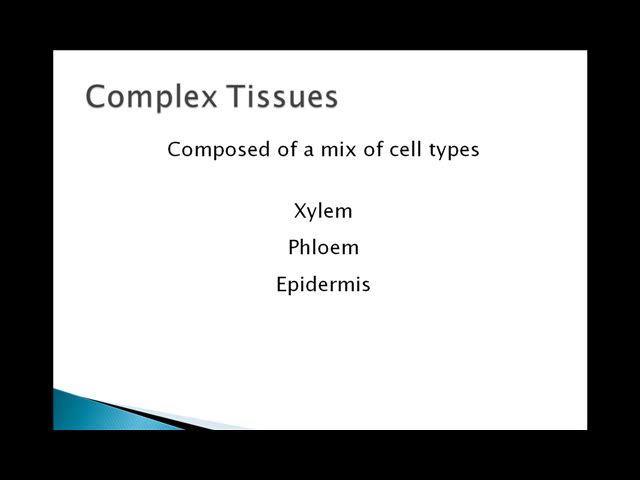 Complex Tissues
Composed of a mix of cell types
Xylem
Phloem
Epidermis